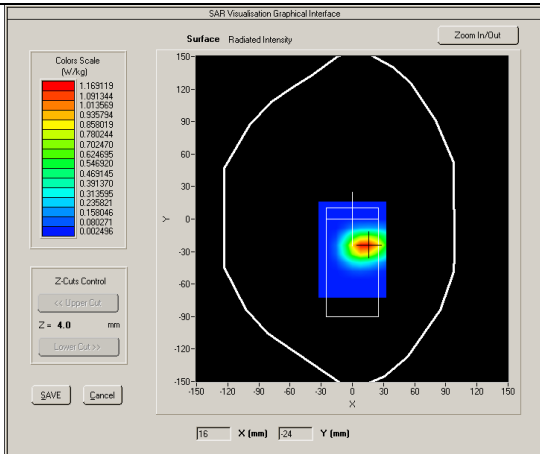 SAR Visualisation Graphical Interface
Surface Radiated Intensity
Zoom In/Out
Colors Scale
(W/kg)
1.169119
1.091344
1.013569
0.935794
0.858019
0.780244
0.702470
0.624695
0.546920
0.469145
0.391370
0.313595
0.235821
0.158046
0.080271
0.002496
150
120
90
60
30
0
-30
-60
-90
-120
-150
Y
-150 -120 -90 -60 -30 0 30 60 90 120 150
X
Z-Cuts Control
<< Upper Cut
Z = 4.0 mm
Lower Cut >>
SAVE Cancel
16 X (mm) -24 Y (mm)